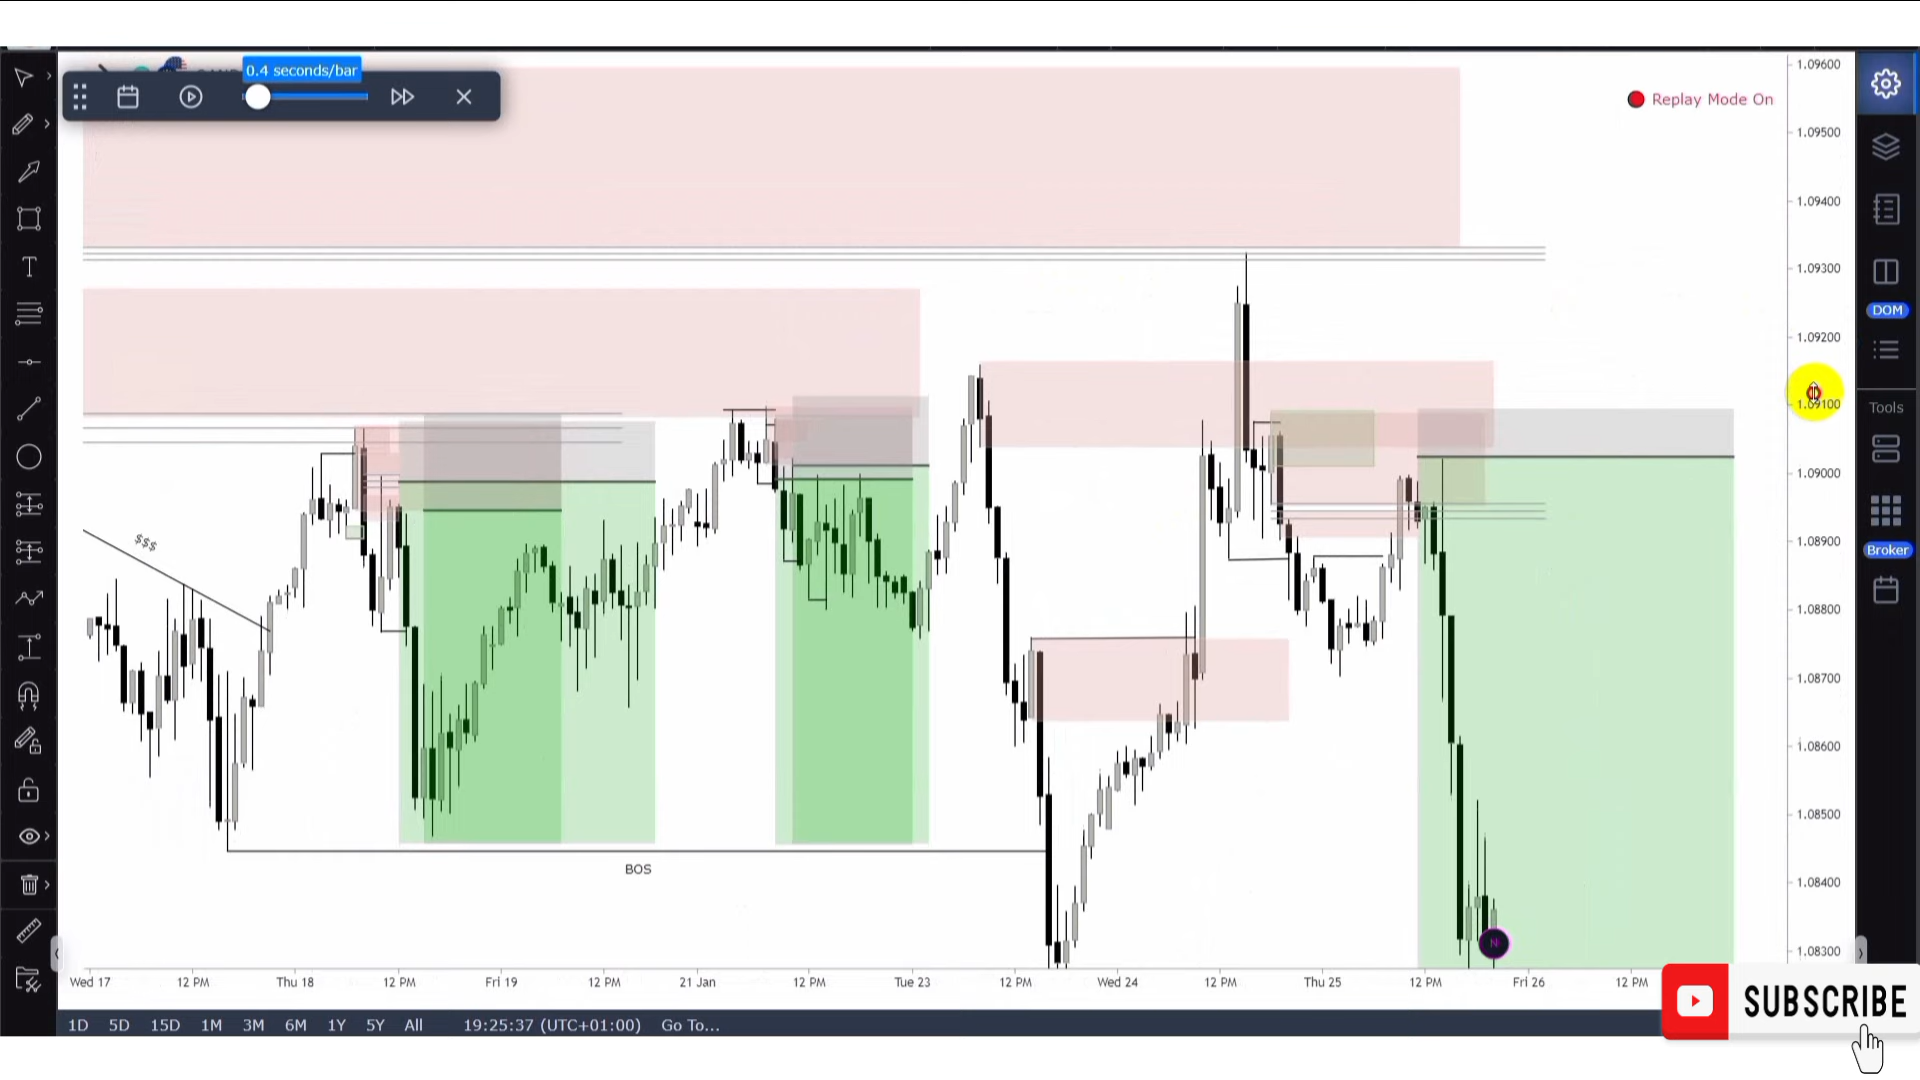 0.4 seconds/bar
Replay Mode On
1.09600
1.09500
1.09400
1.09300
1.09200
1.09100
1.09000
1.08900
1.08800
1.08700
1.08600
1.08500
1.08400
1.08300
DOM
Tools
Broker
$$$
BOS
N
Wed 17 12 PM Thu 18 12 PM Fri 19 12 PM 21 Jan 12 PM Tue 23 12 PM Wed 24 12 PM Thu 25 12 PM Fri 26 12 PM
1D 5D 15D 1M 3M 6M 1Y 5Y All 19:25:37 (UTC+01:00) Go To...
SUBSCRIBE